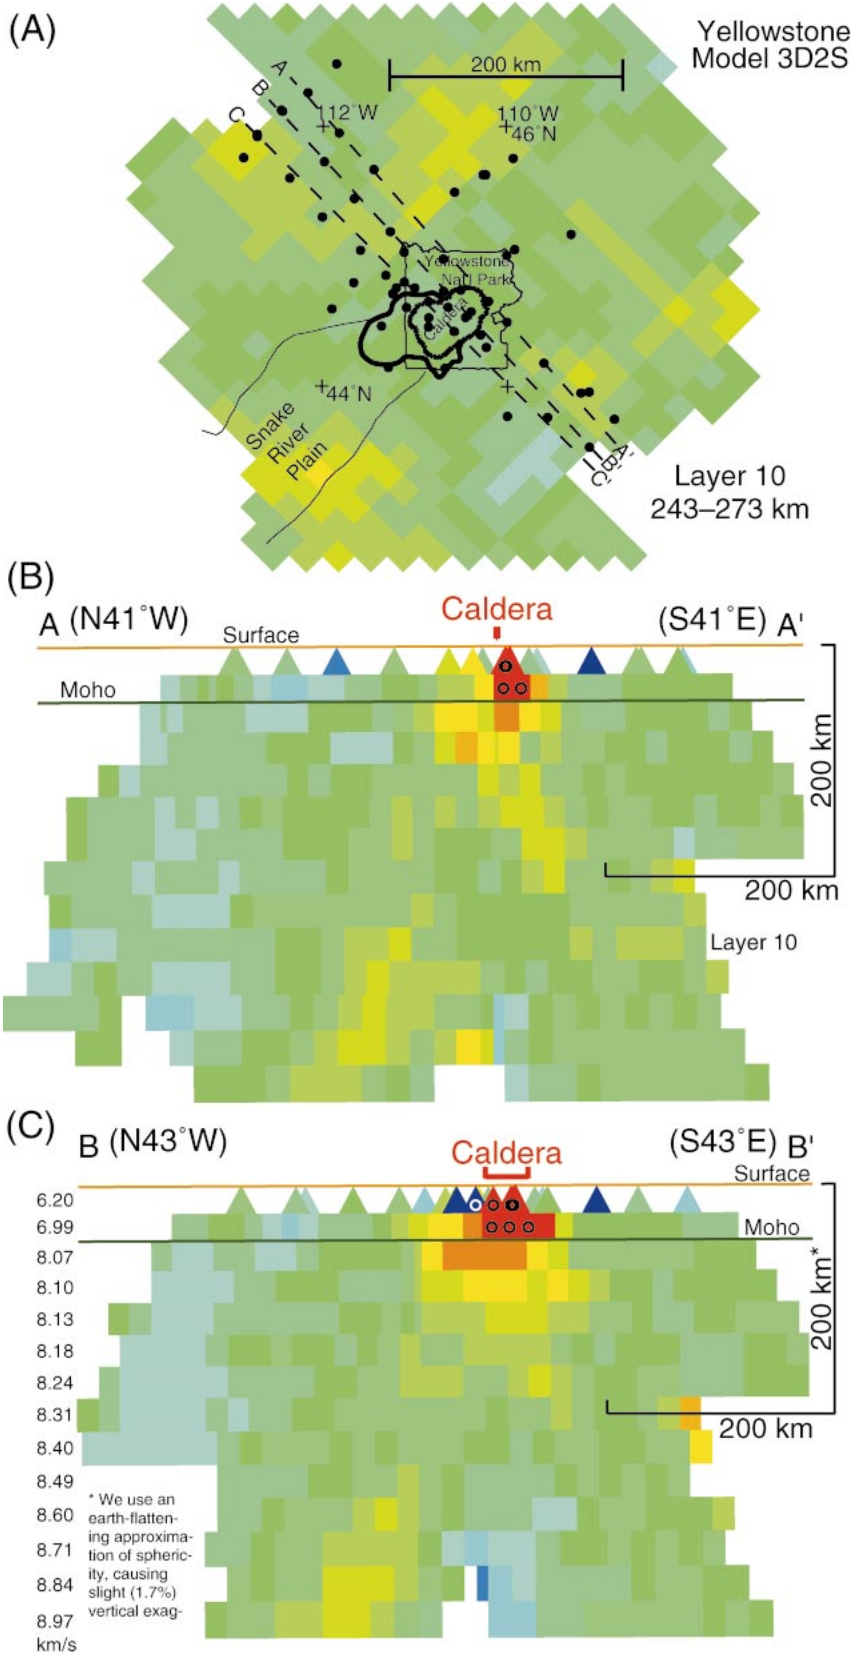 (A)
Yellowstone
Model 3D2S
200 km
A
B
C
112°W
110°W
46°N
Yellowstone
Nat'l Park
Caldera
44°N
Snake
River
Plain
A'
B'
C'
Layer 10
243–273 km
(B)
Caldera
A (N41°W)
(S41°E) A'
Surface
Moho
200 km
200 km
Layer 10
(C)
B (N43°W)
Caldera
(S43°E) B'
Surface
6.20
6.99
Moho
8.07
8.10
8.13
8.18
8.24
8.31
8.40
8.49
8.60
8.71
8.84
8.97
km/s
200 km*
200 km
* We use an
earth-flatten-
ing approxima-
tion of spheric-
ity, causing
slight (1.7%)
vertical exag-